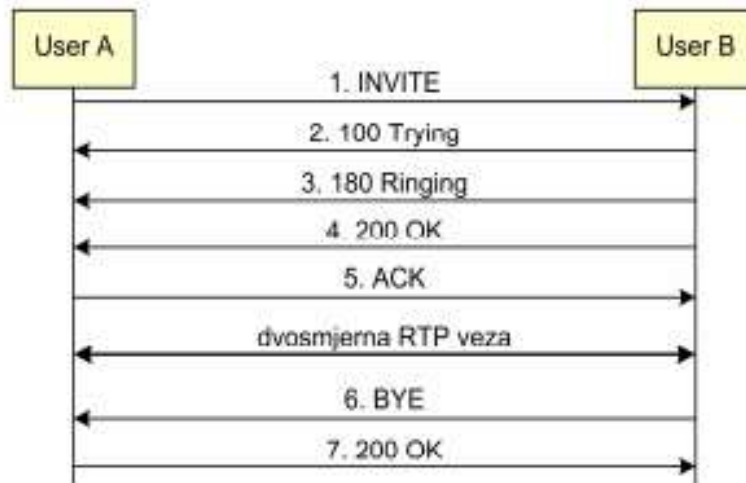 User A
User B
1. INVITE
2. 100 Trying
3. 180 Ringing
4. 200 OK
5. ACK
dvosmjerna RTP veza
6. BYE
7. 200 OK